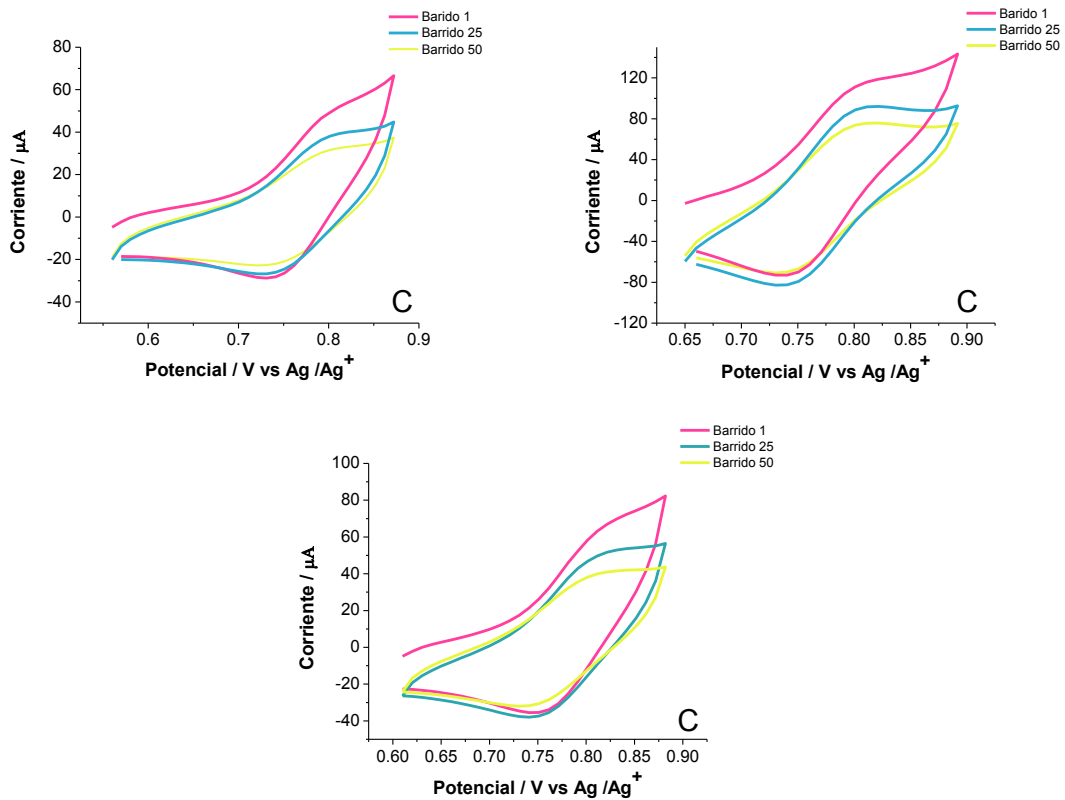 Barido 1
Barrido 25
Barrido 50
80
60
40
20
0
-20
-40
Corriente / µA
C
0.6
0.7
0.8
0.9
Potencial / V vs Ag /Ag+
Barido 1
Barrido 25
Barrido 50
120
80
40
0
-40
-80
-120
Corriente / µA
C
0.65
0.70
0.75
0.80
0.85
0.90
Potencial / V vs Ag /Ag+
Barrido 1
Barrido 25
Barrido 50
100
80
60
40
20
0
-20
-40
Corriente / µA
C
0.60
0.65
0.70
0.75
0.80
0.85
0.90
Potencial / V vs Ag /Ag+